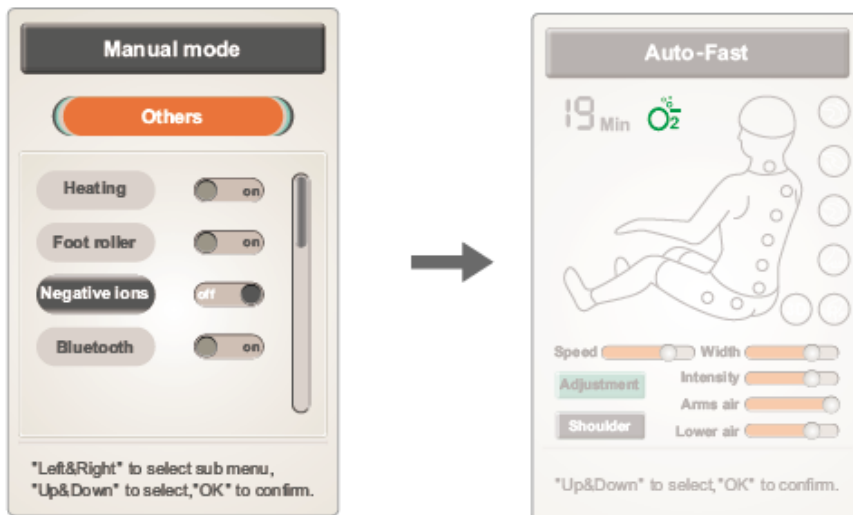 Manual mode
Others
Heating on
Foot roller on
Negative ions off
Bluetooth on
"Left&Right" to select sub menu,
"Up&Down" to select,"OK" to confirm.
Auto-Fast
19 Min O2
Speed Width
Adjustment Intensity
Arms air
Shoulder Lower air
"Up&Down" to select,"OK" to confirm.